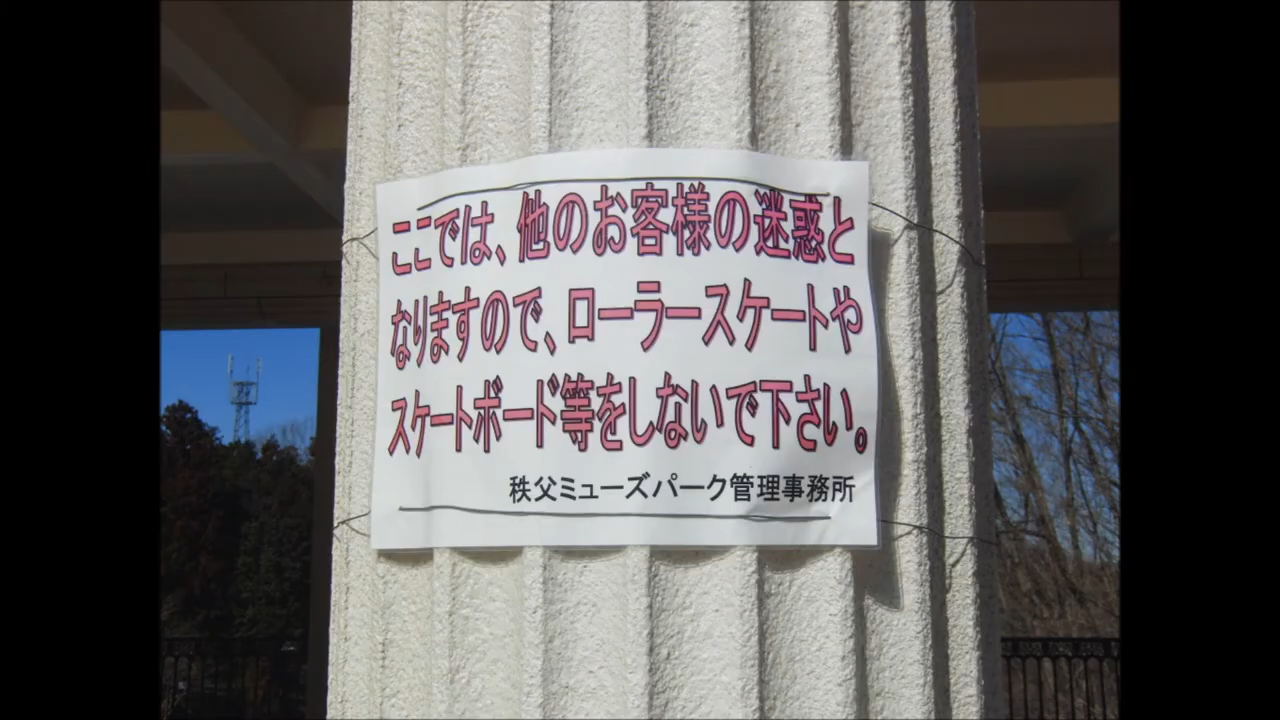 ここでは、他のお客様の迷惑と
なりますので、ローラースケートや
スケートボード等をしないで下さい。
秩父ミューズパーク管理事務所